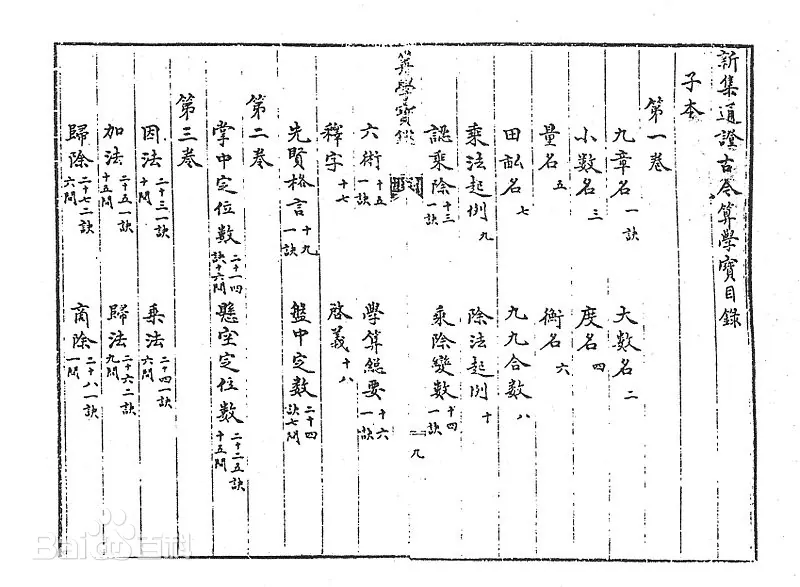 新集通證古今算學寶目錄
子本
第一卷
九章名 一訣 大數名 二
小数名 三 度名 四
量名 五 衡名 六
田畝名 七 九九合数 八
乘法起例 九 除法起例 十
認乘除 十三 一訣 乘除變数 十四 一訣
算學寶錄
九
六術 十五 一訣 學算總要 十六 一訣
釋字 十七 啓義 十八
先賢格言 十九 一訣 盤中定数 二十四 訣七問
第二卷
掌中定位数 二十一四 訣十六問 懸空定位数 二十二五訣 十五問
第三卷
因法 二十三一訣 十問 乘法 二十四一訣 六問
加法 二十五一訣 十五問 歸法 二十六二訣 九問
歸除 二十七二訣 六問 商除 二十八一訣 一問
Baidu百科